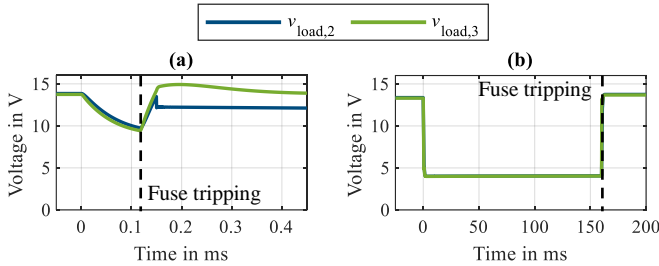 v_load,2 v_load,3
(a) (b)
15
10
5
0
Voltage in V
Fuse tripping
0 0.1 0.2 0.3 0.4
Time in ms
15
10
5
0
Voltage in V
Fuse tripping
0 50 100 150 200
Time in ms